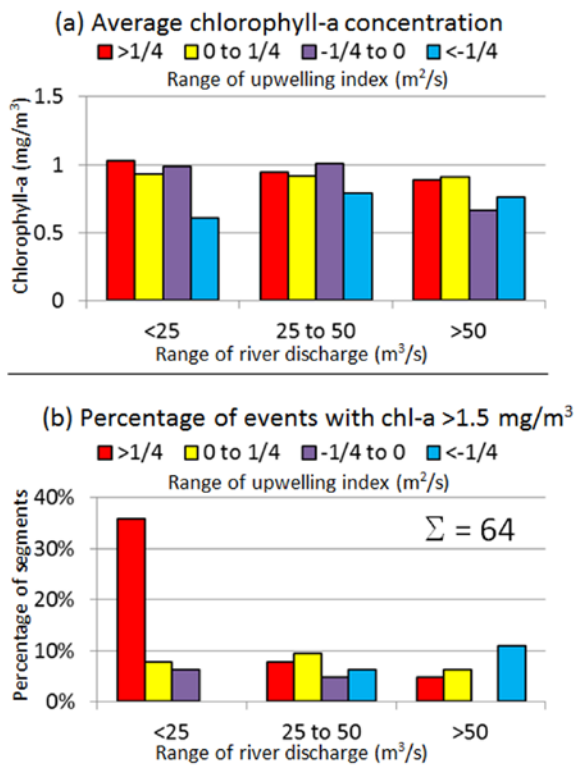 (a) Average chlorophyll-a concentration
>1/4 0 to 1/4 -1/4 to 0 <-1/4
Range of upwelling index (m²/s)
Chlorophyll-a (mg/m³)
1.5
1
0.5
0
<25 25 to 50 >50
Range of river discharge (m³/s)
(b) Percentage of events with chl-a >1.5 mg/m³
>1/4 0 to 1/4 -1/4 to 0 <-1/4
Range of upwelling index (m²/s)
Percentage of segments
40%
Σ = 64
30%
20%
10%
0%
<25 25 to 50 >50
Range of river discharge (m³/s)